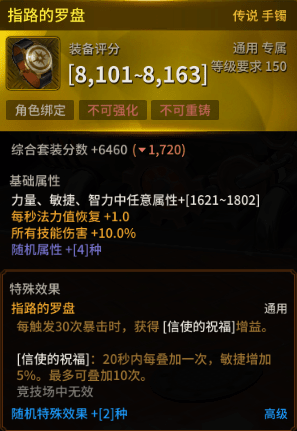 指路的罗盘 传说 手镯
装备评分 通用 专属
[8,101~8,163] 等级要求 150
角色绑定 不可强化 不可重铸
综合套装分数 +6460 (▼1,720)
基础属性
力量、敏捷、智力中任意属性+[1621~1802]
每秒法力值恢复 +1.0
所有技能伤害 +10.0%
随机属性 +[4]种
特殊效果
指路的罗盘 通用
每触发30次暴击时，获得 [信使的祝福]增益。
[信使的祝福]：20秒内每叠加一次，敏捷增加
5%。最多可叠加10次。
竞技场中无效
随机特殊效果 +[2]种 高级